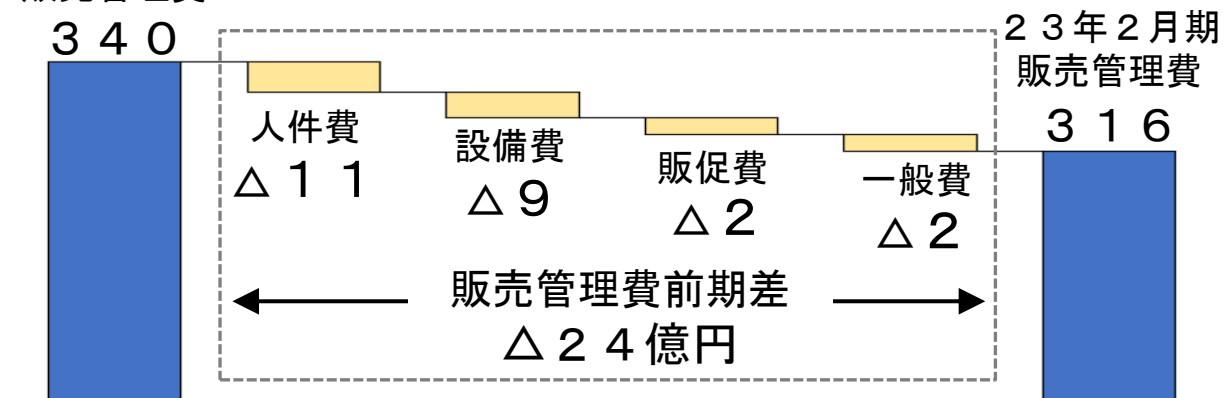 ３４０
２３年２月期
販売管理費
３１６
人件費
△１１
設備費
△９
販促費
△２
一般費
△２
販売管理費前期差
△２４億円